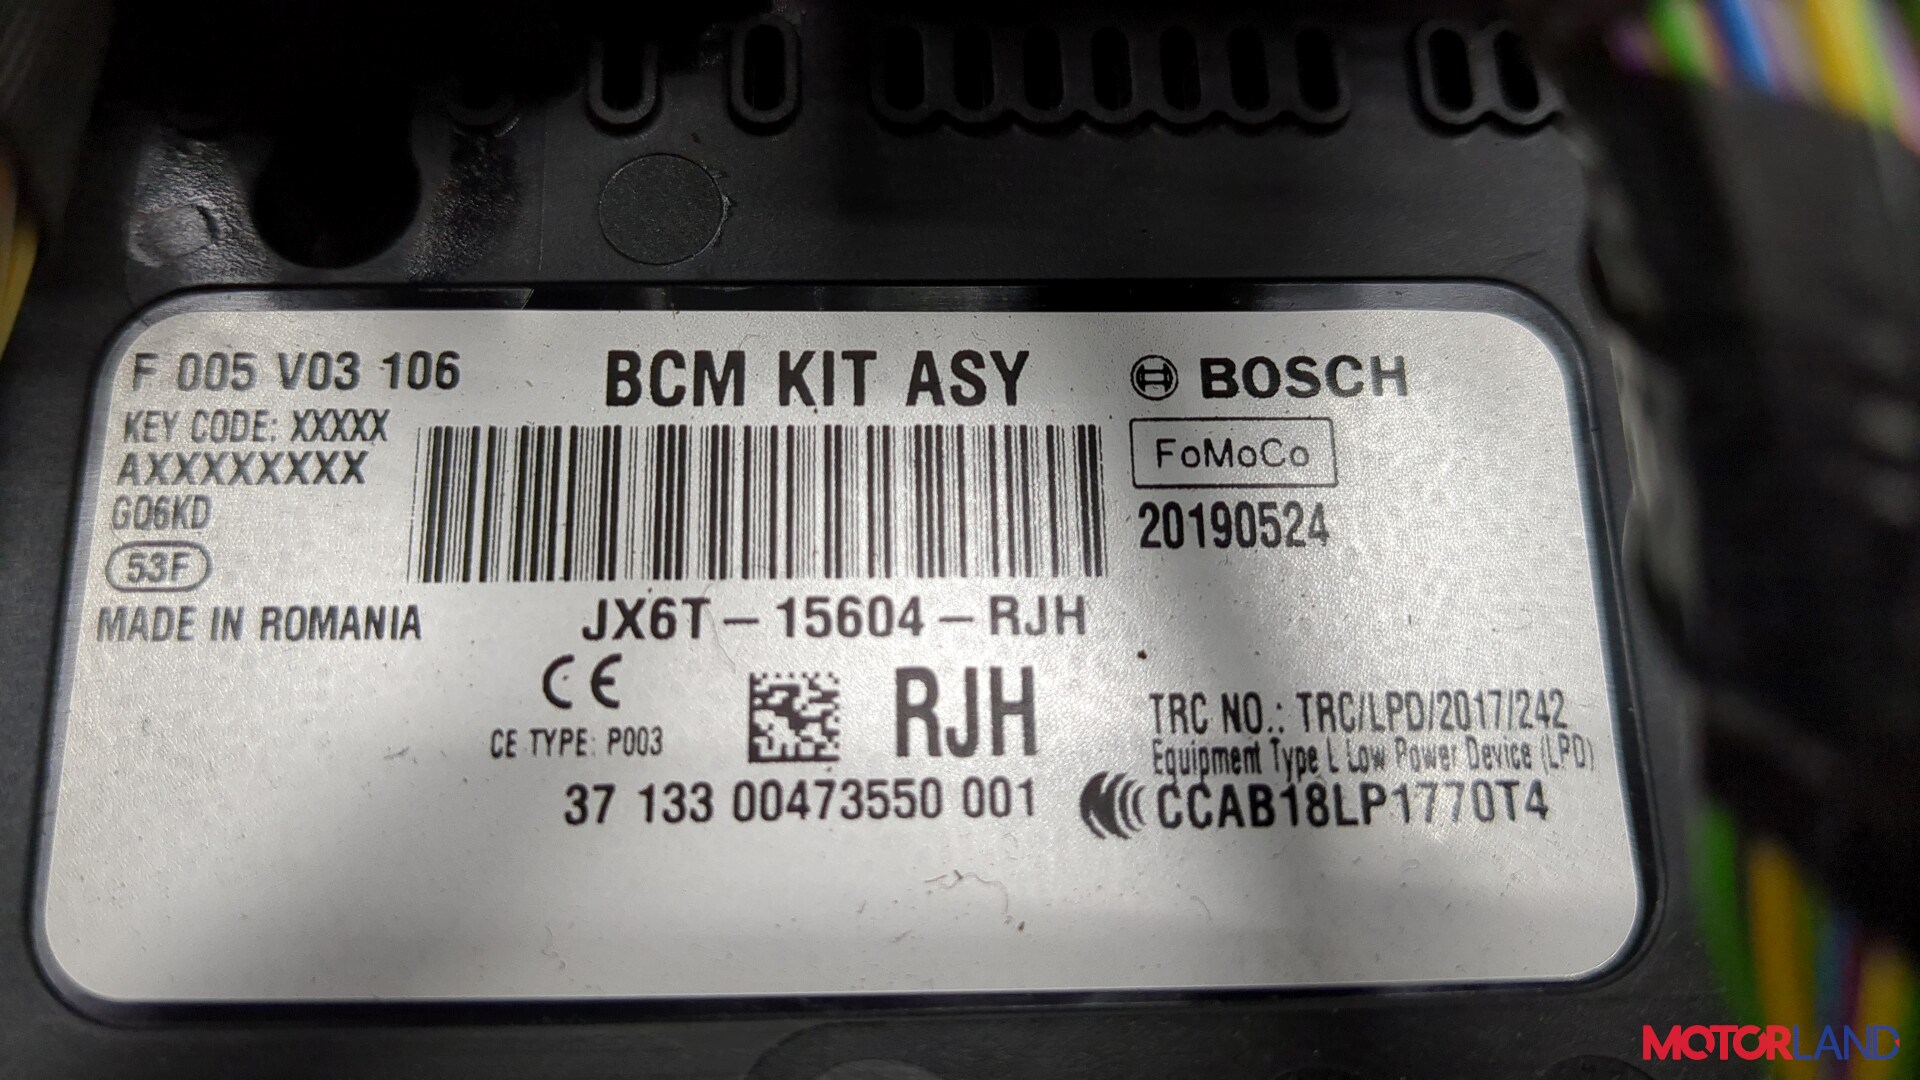 F 005 V03 106
BCM KIT ASY
BOSCH
KEY CODE: XXXXX
AXXXXXXXXX
G06KD
53F
MADE IN ROMANIA
FoMoCo
20190524
JX6T-15604-RJH
CE
CE TYPE: P003
RJH
37 133 00473550 001
TRC NO.: TRC/LPD/2017/242
Equipment Type L Low Power Device (LPD)
CCAB18LP1770T4
MOTORLAND